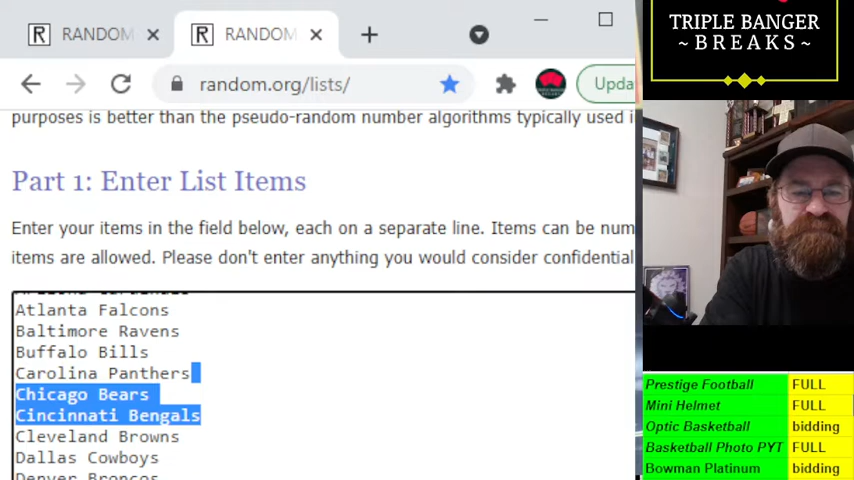 RANDOM
RANDOM
random.org/lists/
Upda
purposes is better than the pseudo-random number algorithms typically used i
Part 1: Enter List Items
Enter your items in the field below, each on a separate line. Items can be num
items are allowed. Please don't enter anything you would consider confidential
Atlanta Falcons
Baltimore Ravens
Buffalo Bills
Carolina Panthers
Chicago Bears
Cincinnati Bengals
Cleveland Browns
Dallas Cowboys
Denver Broncos
TRIPLE BANGER
~ B R E A K S ~
Prestige Football FULL
Mini Helmet FULL
Optic Basketball bidding
Basketball Photo PYT FULL
Bowman Platinum bidding